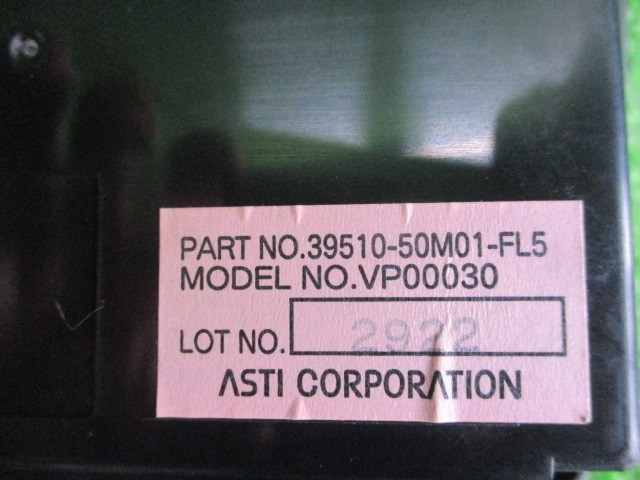 PART NO.39510-50M01-FL5
MODEL NO.VP00030
LOT NO. 2922
ASTI CORPORATION